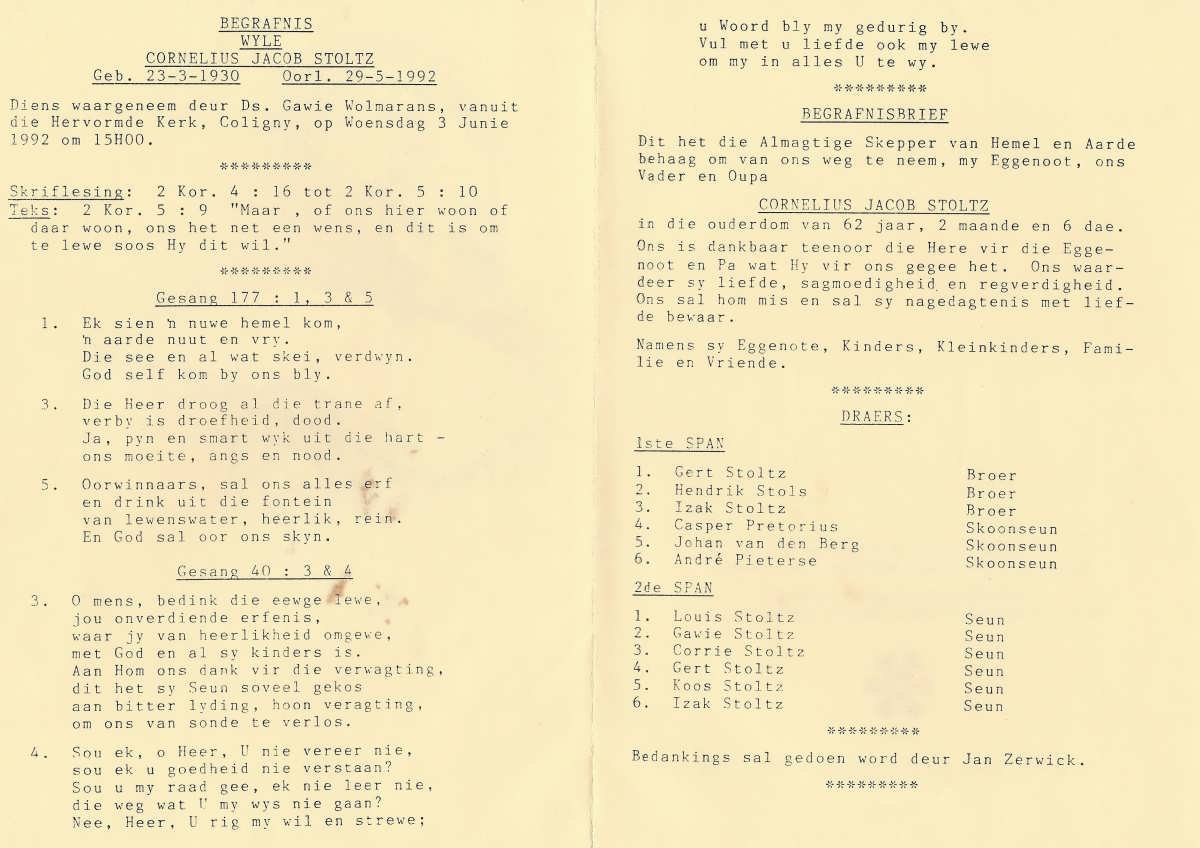 BEGRAFNIS
WYLE
CORNELIUS JACOB STOLTZ
Geb. 23-3-1930 Oorl. 29-5-1992
Diens waargeneem deur Ds. Gawie Wolmarans, vanuit
die Hervormde Kerk, Coligny, op Woensdag 3 Junie
1992 om 15H00.
*********
Skriflesing: 2 Kor. 4 : 16 tot 2 Kor. 5 : 10
Teks: 2 Kor. 5 : 9 "Maar , of ons hier woon of
daar woon, ons het net een wens, en dit is om
te lewe soos Hy dit wil."
*********
Gesang 177 : 1, 3 & 5
1. Ek sien 'n nuwe hemel kom,
'n aarde nuut en vry.
Die see en al wat skei, verdwyn.
God self kom by ons bly.
3. Die Heer droog al die trane af,
verby is droefheid, dood.
Ja, pyn en smart wyk uit die hart -
ons moeite, angs en nood.
5. Oorwinnaars, sal ons alles erf
en drink uit die fontein
van lewenswater, heerlik, rein.
En God sal oor ons skyn.
Gesang 40 : 3 & 4
3. O mens, bedink die eewge lewe,
jou onverdiende erfenis,
waar jy van heerlikheid omgewe,
met God en al sy kinders is.
Aan Hom ons dank vir die verwagting,
dit het sy Seun soveel gekos
aan bitter lyding, hoon veragting,
om ons van sonde te verlos.
4. Sou ek, o Heer, U nie vereer nie,
sou ek u goedheid nie verstaan?
Sou u my raad gee, ek nie leer nie,
die weg wat U my wys nie gaan?
Nee, Heer, U rig my wil en strewe;
u Woord bly my gedurig by.
Vul met u liefde ook my lewe
om my in alles U te wy.
*********
BEGRAFNISBRIEF
Dit het die Almagtige Skepper van Hemel en Aarde
behaag om van ons weg te neem, my Eggenoot, ons
Vader en Oupa
CORNELIUS JACOB STOLTZ
in die ouderdom van 62 jaar, 2 maande en 6 dae.
Ons is dankbaar teenoor die Here vir die Egge-
noot en Pa wat Hy vir ons gegee het. Ons waar-
deer sy liefde, sagmoedigheid en regverdigheid.
Ons sal hom mis en sal sy nagedagtenis met lief-
de bewaar.
Namens sy Eggenote, Kinders, Kleinkinders, Fami-
lie en Vriende.
*********
DRAERS:
1ste SPAN
1. Gert Stoltz Broer
2. Hendrik Stols Broer
3. Izak Stoltz Broer
4. Casper Pretorius Skoonseun
5. Johan van den Berg Skoonseun
6. André Pieterse Skoonseun
2de SPAN
1. Louis Stoltz Seun
2. Gawie Stoltz Seun
3. Corrie Stoltz Seun
4. Gert Stoltz Seun
5. Koos Stoltz Seun
6. Izak Stoltz Seun
*********
Bedankings sal gedoen word deur Jan Zerwick.
*********